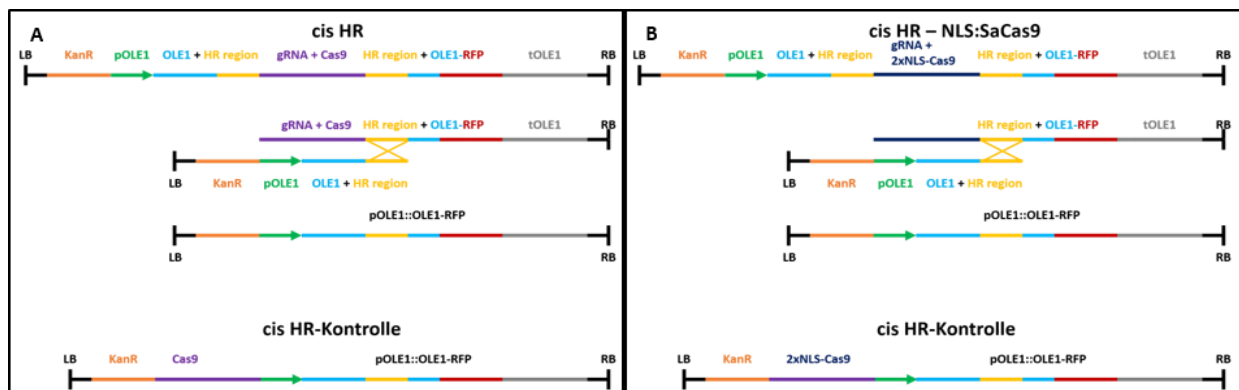 A
cis HR
LB KanR pOLE1 OLE1 + HR region gRNA + Cas9 HR region + OLE1-RFP tOLE1 RB
gRNA + Cas9 HR region + OLE1-RFP tOLE1 RB
LB KanR pOLE1 OLE1 + HR region
pOLE1::OLE1-RFP
LB RB
cis HR-Kontrolle
LB KanR Cas9 pOLE1::OLE1-RFP RB
B
cis HR – NLS:SaCas9
LB KanR pOLE1 OLE1 + HR region gRNA +
2xNLS-Cas9 HR region + OLE1-RFP tOLE1 RB
HR region + OLE1-RFP tOLE1 RB
LB KanR pOLE1 OLE1 + HR region
pOLE1::OLE1-RFP
LB RB
cis HR-Kontrolle
LB KanR 2xNLS-Cas9 pOLE1::OLE1-RFP RB